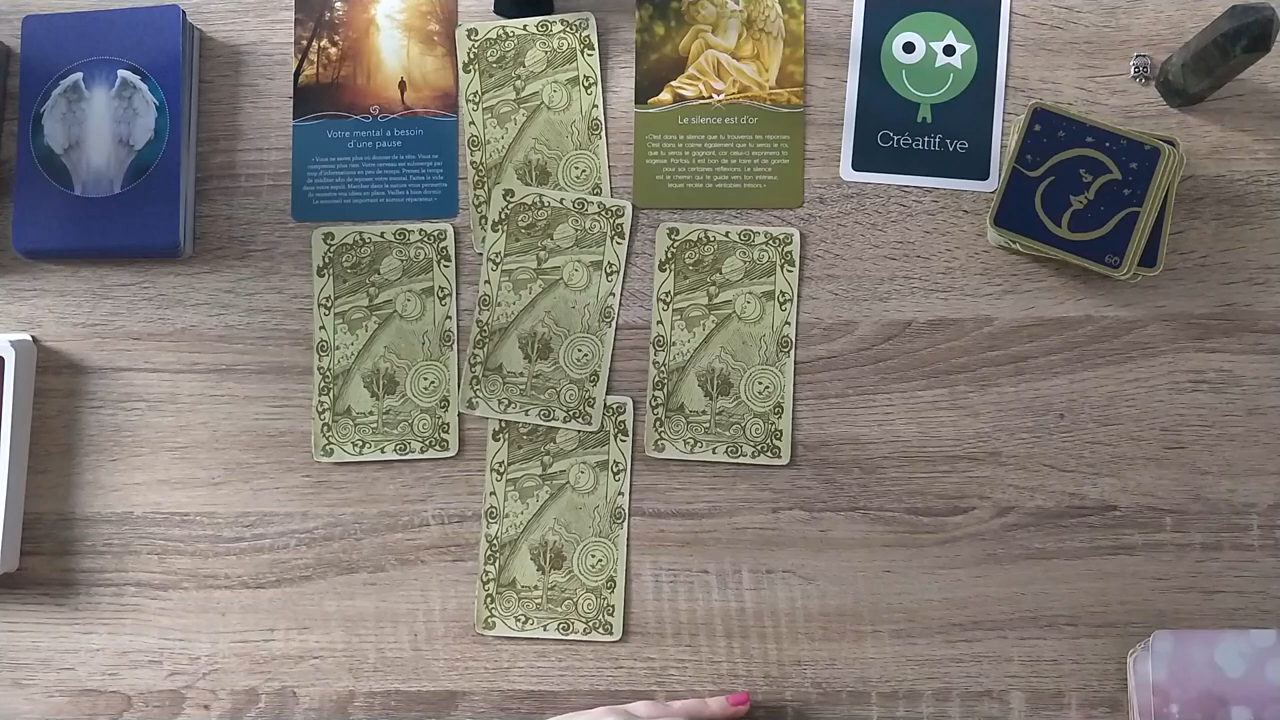 Votre mental a besoin
d'une pause
« Vous ne savez plus où donner de la tête. Vous ne
comprenez plus rien. Votre cerveau est submergé par
trop d'informations en peu de temps. Prenez le temps
de méditer afin de reposer votre mental. Faites le vide
dans votre esprit. Marcher dans la nature vous permettra
de remettre vos idées en place. Veillez à bien dormir.
Le sommeil est important et surtout réparateur »
Le silence est d'or
«C'est dans le silence que tu trouveras tes réponses
C'est dans le calme également que tu seras le roi,
que tu seras le gagnant, car celui-ci exprimera ta
sagesse. Parfois, il est bon de se taire et de garder
pour soi certaines réflexions. Le silence
est le chemin qui te guide vers ton intérieur,
lequel recèle de véritables trésors.»
Créatif.ve
60